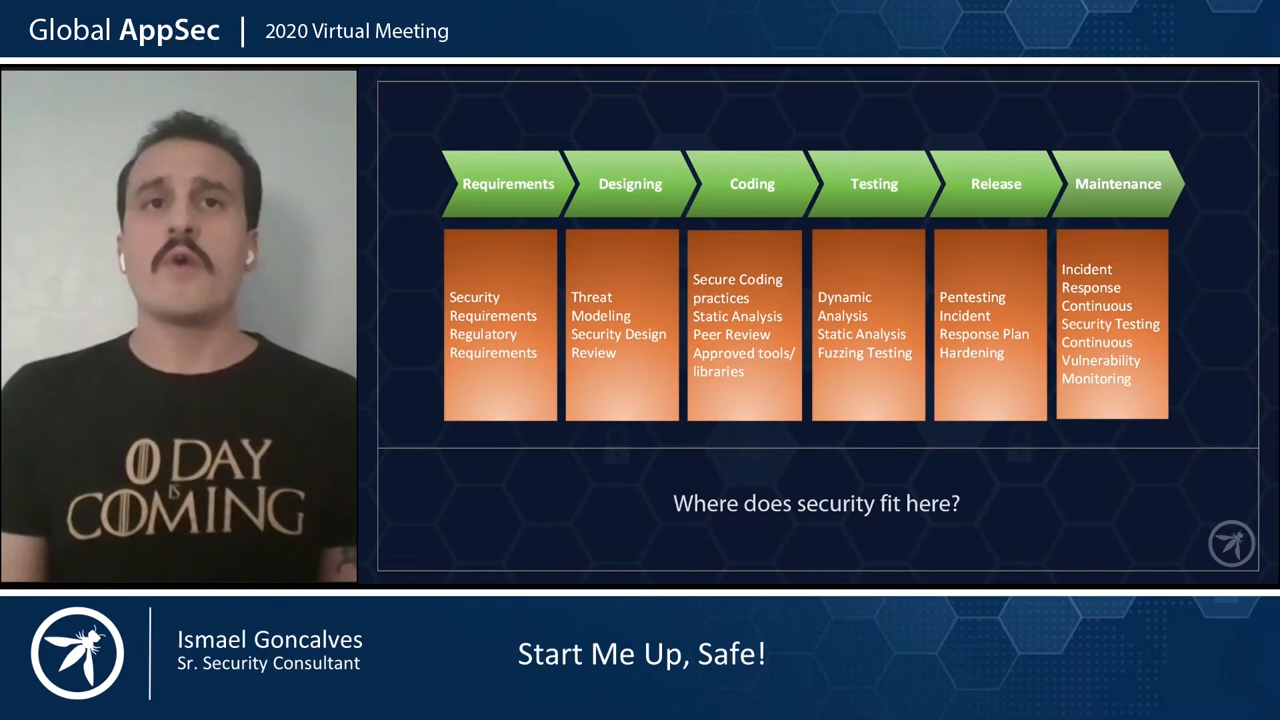 Global AppSec | 2020 Virtual Meeting
Requirements
Designing
Coding
Testing
Release
Maintenance
Security
Requirements
Regulatory
Requirements
Threat
Modeling
Security Design
Review
Secure Coding
practices
Static Analysis
Peer Review
Approved tools/
libraries
Dynamic
Analysis
Static Analysis
Fuzzing Testing
Pentesting
Incident
Response Plan
Hardening
Incident
Response
Continuous
Security Testing
Continuous
Vulnerability
Monitoring
Where does security fit here?
0 DAY
IS
COMING
Ismael Goncalves
Sr. Security Consultant
Start Me Up, Safe!